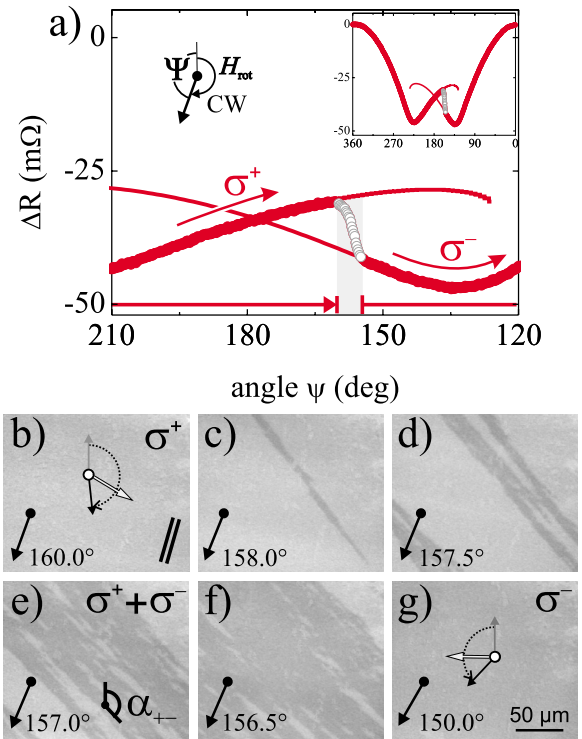 a)
0
-25
-50
ΔR (mΩ)
Ψ
H_rot
CW
0
-25
-50
360 270 180 90 0
σ⁺
σ⁻
210 180 150 120
angle ψ (deg)
b) σ⁺
160.0°
c)
158.0°
d)
157.5°
e) σ⁺+σ⁻
157.0°
α₊₋
f)
156.5°
g) σ⁻
150.0°
50 μm